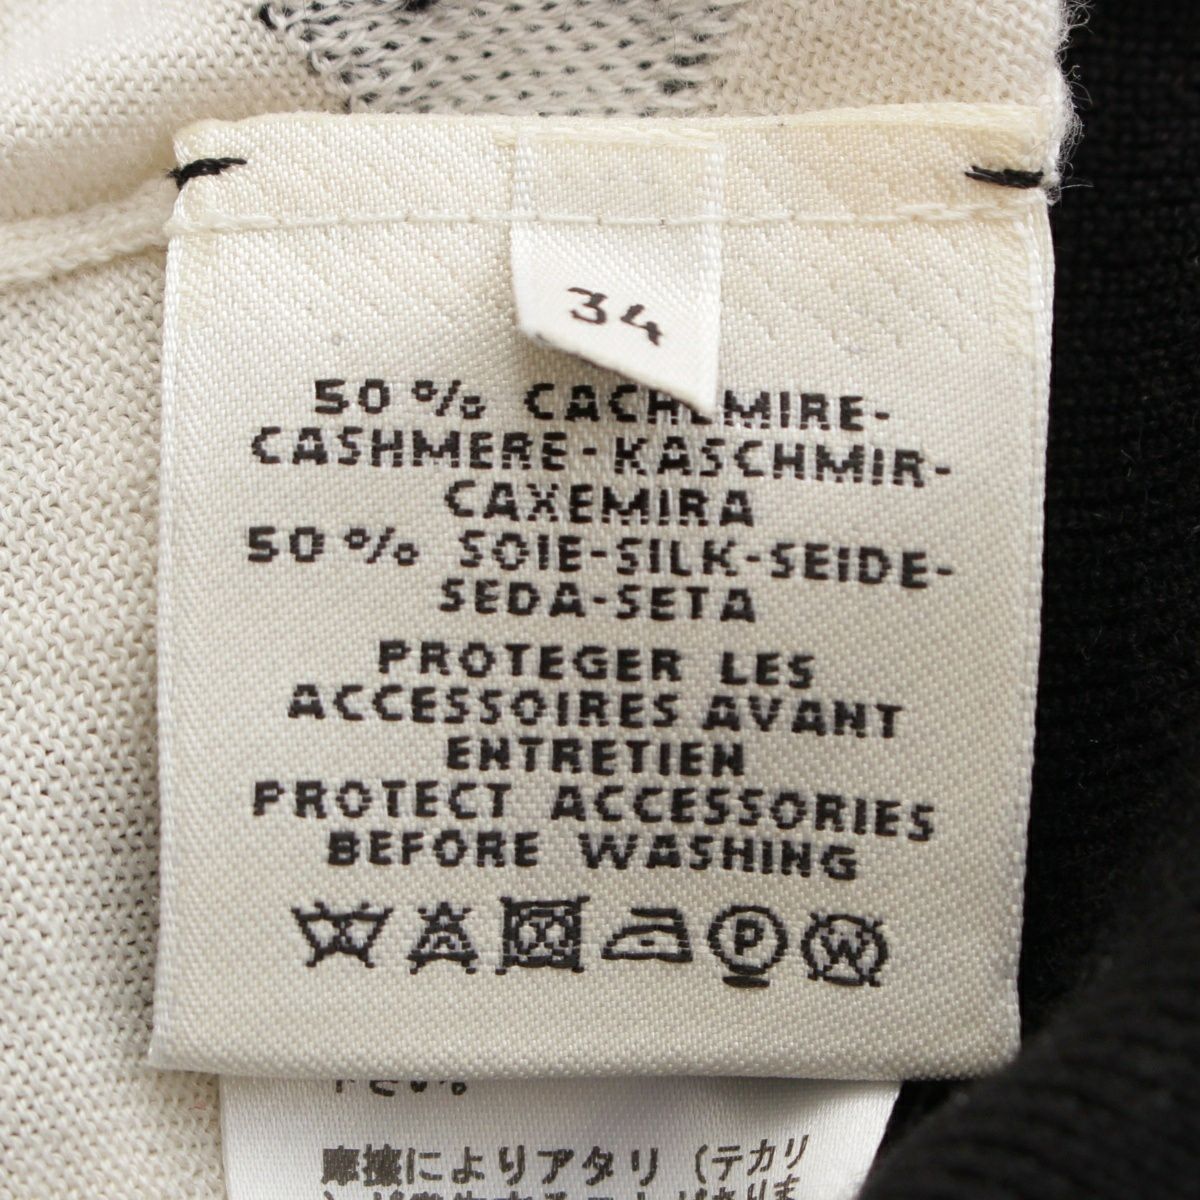 34
50 % CACHEMIRE-
CASHMERE-KASCHMIR-
CAXEMIRA
50 % SOIE-SILK-SEIDE-
SEDA-SETA
PROTEGER LES
ACCESSOIRES AVANT
ENTRETIEN
PROTECT ACCESSORIES
BEFORE WASHING
P W
摩擦によりアタリ（テカリ